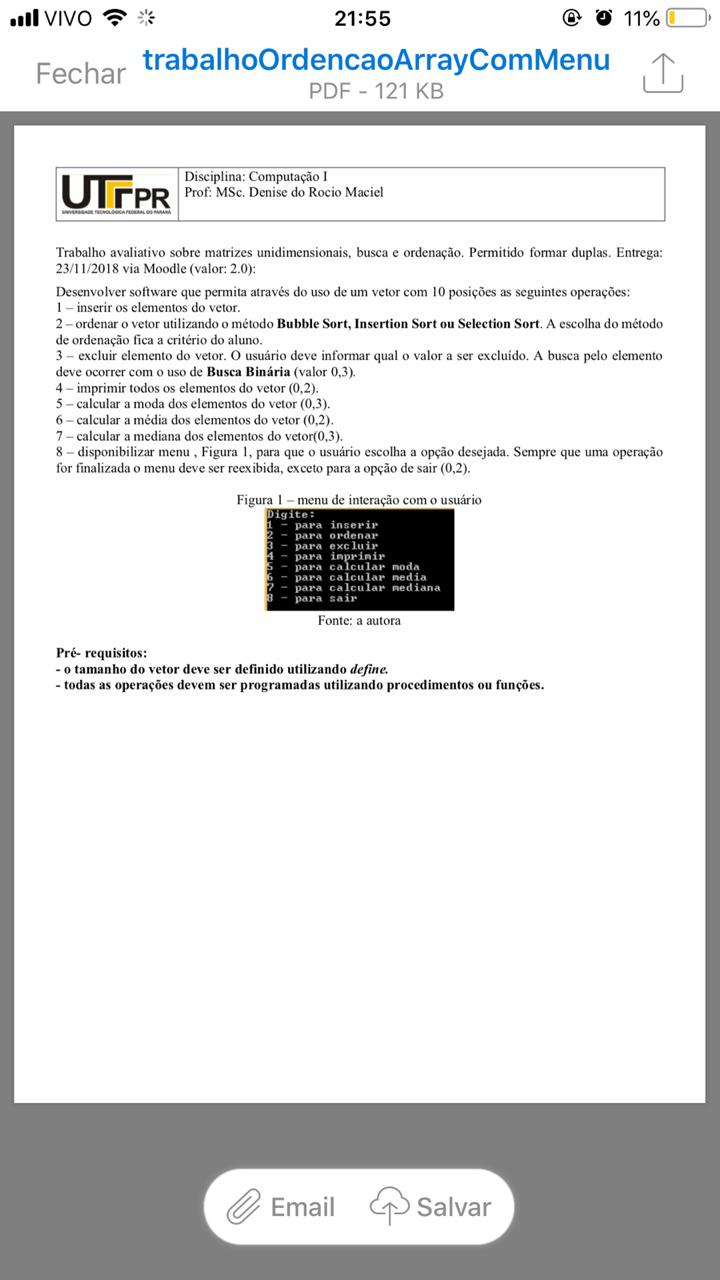 VIVO 21:55 11%
Fechar trabalhoOrdencaoArrayComMenu
PDF - 121 KB
UTFPR
UNIVERSIDADE TECNOLÓGICA FEDERAL DO PARANÁ
Disciplina: Computação I
Prof: MSc. Denise do Rocio Maciel
Trabalho avaliativo sobre matrizes unidimensionais, busca e ordenação. Permitido formar duplas. Entrega:
23/11/2018 via Moodle (valor: 2.0):
Desenvolver software que permita através do uso de um vetor com 10 posições as seguintes operações:
1 – inserir os elementos do vetor.
2 – ordenar o vetor utilizando o método Bubble Sort, Insertion Sort ou Selection Sort. A escolha do método
de ordenação fica a critério do aluno.
3 – excluir elemento do vetor. O usuário deve informar qual o valor a ser excluído. A busca pelo elemento
deve ocorrer com o uso de Busca Binária (valor 0,3).
4 – imprimir todos os elementos do vetor (0,2).
5 – calcular a moda dos elementos do vetor (0,3).
6 – calcular a média dos elementos do vetor (0,2).
7 – calcular a mediana dos elementos do vetor(0,3).
8 – disponibilizar menu , Figura 1, para que o usuário escolha a opção desejada. Sempre que uma operação
for finalizada o menu deve ser reexibida, exceto para a opção de sair (0,2).
Figura 1 – menu de interação com o usuário
Digite:
1 - para inserir
2 - para ordenar
3 - para excluir
4 - para imprimir
5 - para calcular moda
6 - para calcular media
7 - para calcular mediana
8 - para sair
Fonte: a autora
Pré- requisitos:
- o tamanho do vetor deve ser definido utilizando define.
- todas as operações devem ser programadas utilizando procedimentos ou funções.
Email Salvar